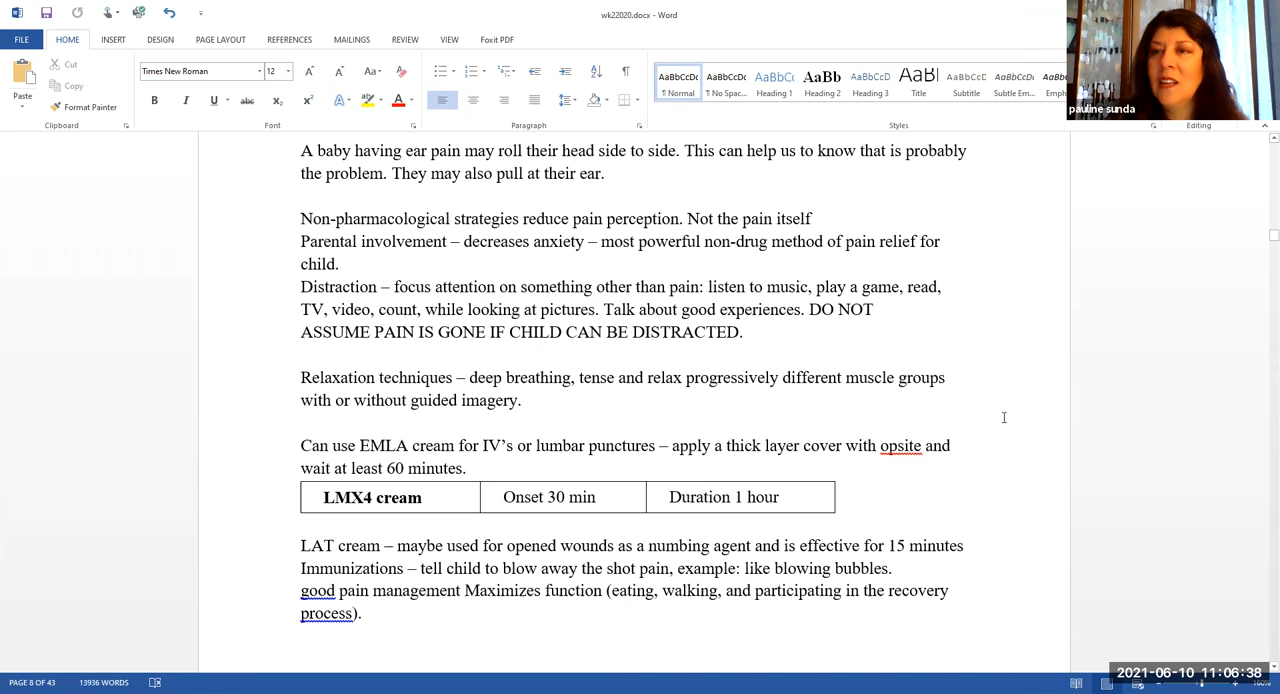 wk22020.docx - Word
FILE HOME INSERT DESIGN PAGE LAYOUT REFERENCES MAILINGS REVIEW VIEW Foxit PDF
Paste Cut Copy Format Painter
Times New Roman 12
AaBbCcDc AaBbCcDc AaBbCc AaBbCc AaBbCcD AaBl AaBbCcD AaBbCcDc AaBbCcDc
¶ Normal ¶ No Spac... Heading 1 Heading 2 Heading 3 Title Subtitle Subtle Em... Emph
Clipboard Font Paragraph Styles Editing
pauline sunda
A baby having ear pain may roll their head side to side. This can help us to know that is probably
the problem. They may also pull at their ear.
Non-pharmacological strategies reduce pain perception. Not the pain itself
Parental involvement – decreases anxiety – most powerful non-drug method of pain relief for
child.
Distraction – focus attention on something other than pain: listen to music, play a game, read,
TV, video, count, while looking at pictures. Talk about good experiences. DO NOT
ASSUME PAIN IS GONE IF CHILD CAN BE DISTRACTED.
Relaxation techniques – deep breathing, tense and relax progressively different muscle groups
with or without guided imagery.
Can use EMLA cream for IV’s or lumbar punctures – apply a thick layer cover with opsite and
wait at least 60 minutes.
LMX4 cream Onset 30 min Duration 1 hour
LAT cream – maybe used for opened wounds as a numbing agent and is effective for 15 minutes
Immunizations – tell child to blow away the shot pain, example: like blowing bubbles.
good pain management Maximizes function (eating, walking, and participating in the recovery
process).
PAGE 8 OF 43 13936 WORDS
2021-06-10 11:06:38